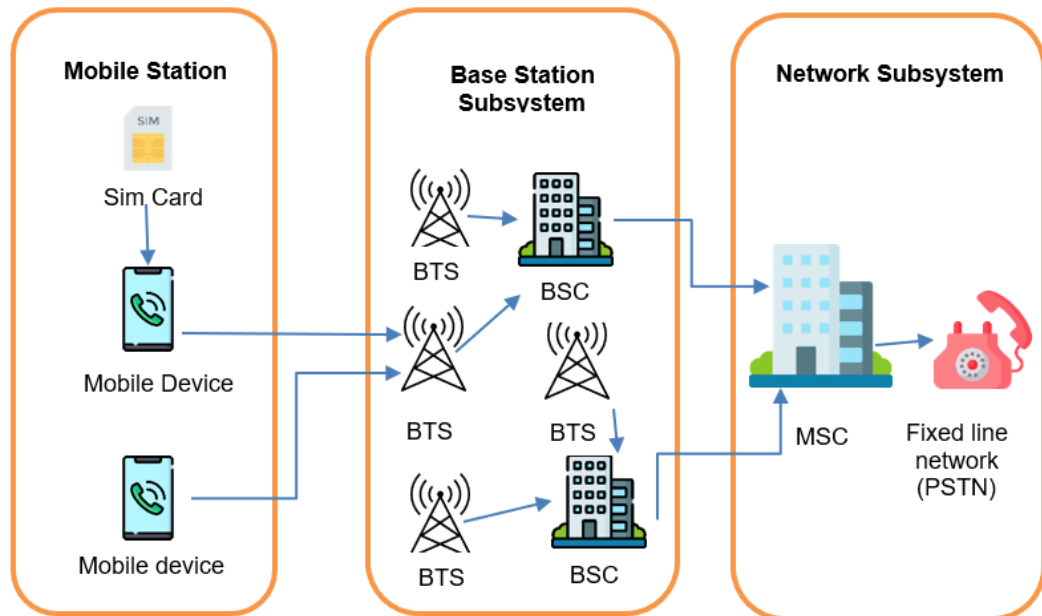 Mobile Station
SIM
Sim Card
Mobile Device
Mobile device
Base Station
Subsystem
BTS
BSC
BTS
BTS
BTS
BSC
Network Subsystem
MSC
Fixed line
network
(PSTN)